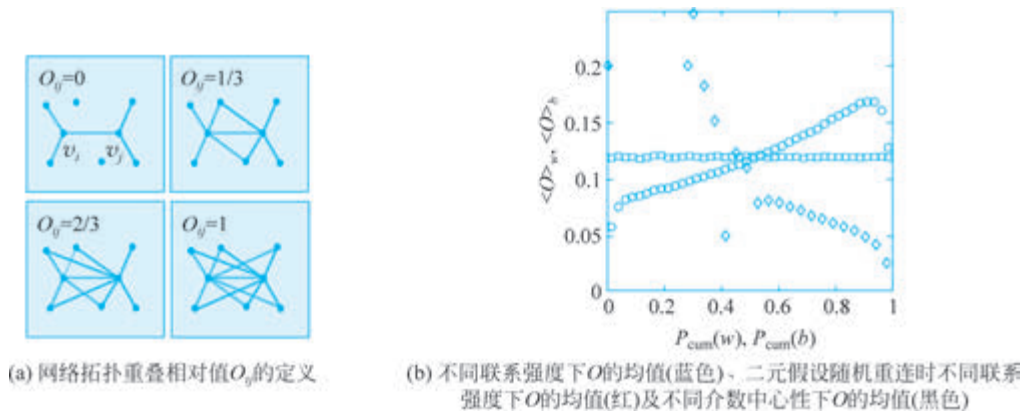 O_ij=0
O_ij=1/3
v_i
v_j
O_ij=2/3
O_ij=1
(a) 网络拓扑重叠相对值O_ij的定义
<O>_w, <O>_b
0.2
0.15
0.1
0.05
0
0
0.2
0.4
0.6
0.8
1
P_cum(w), P_cum(b)
(b) 不同联系强度下O的均值(蓝色)、二元假设随机重连时不同联系
强度下O的均值(红)及不同介数中心性下O的均值(黑色)